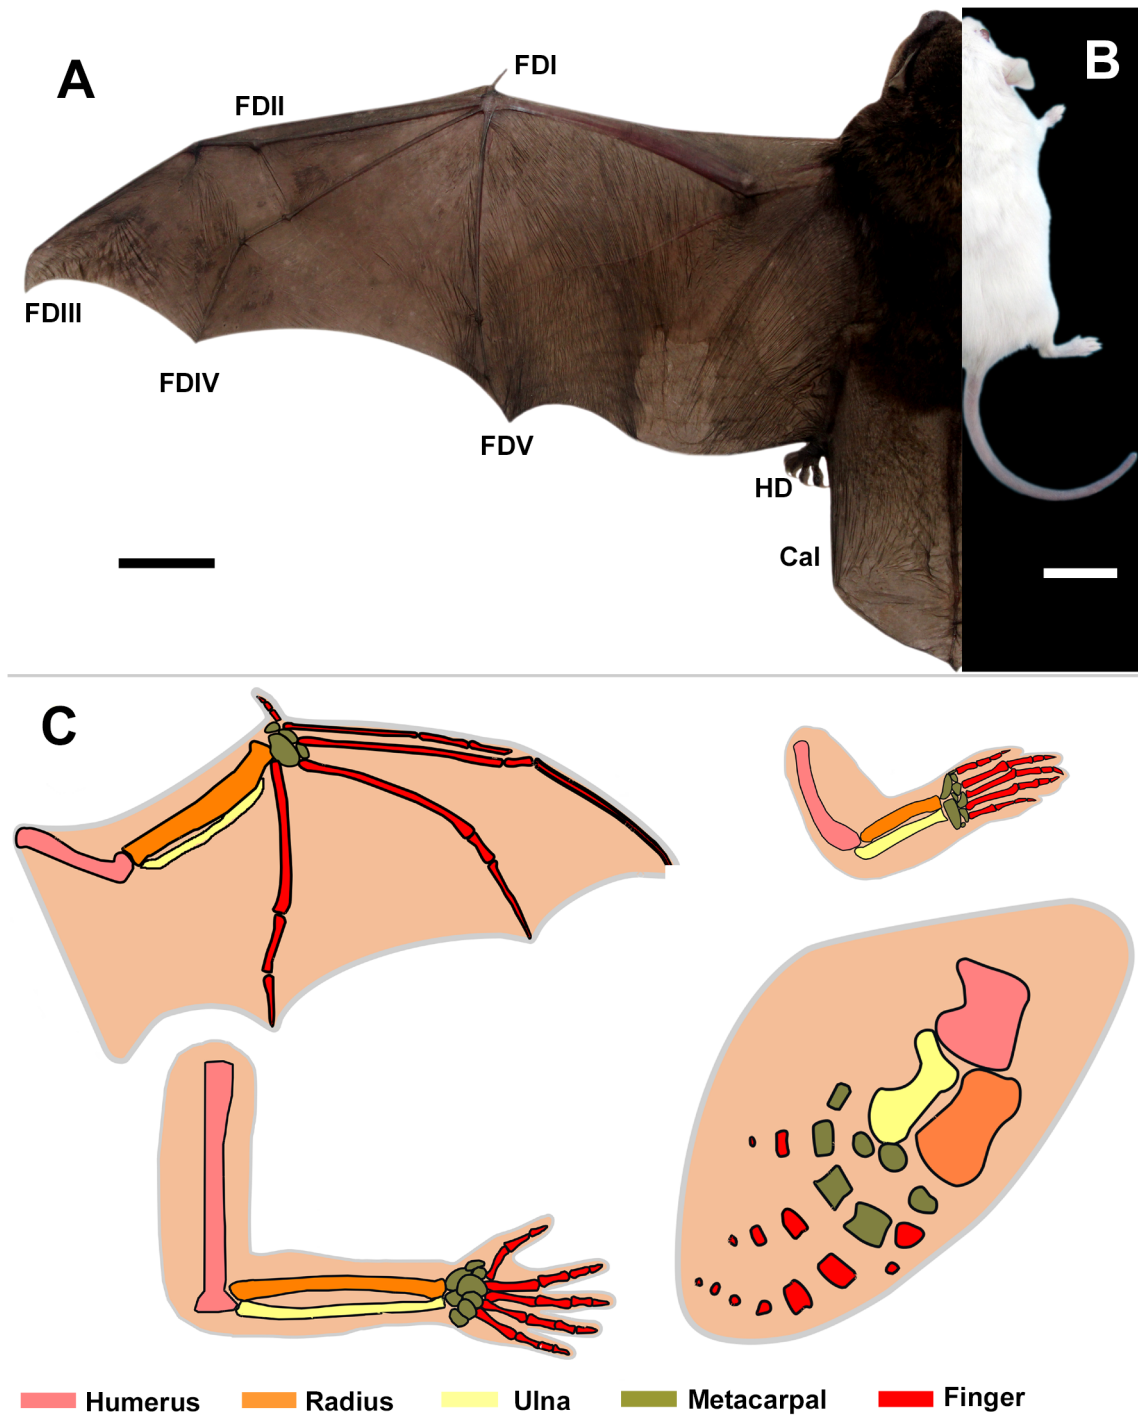 A
B
FDI
FDII
FDIII
FDIV
FDV
HD
Cal
C
Humerus Radius Ulna Metacarpal Finger